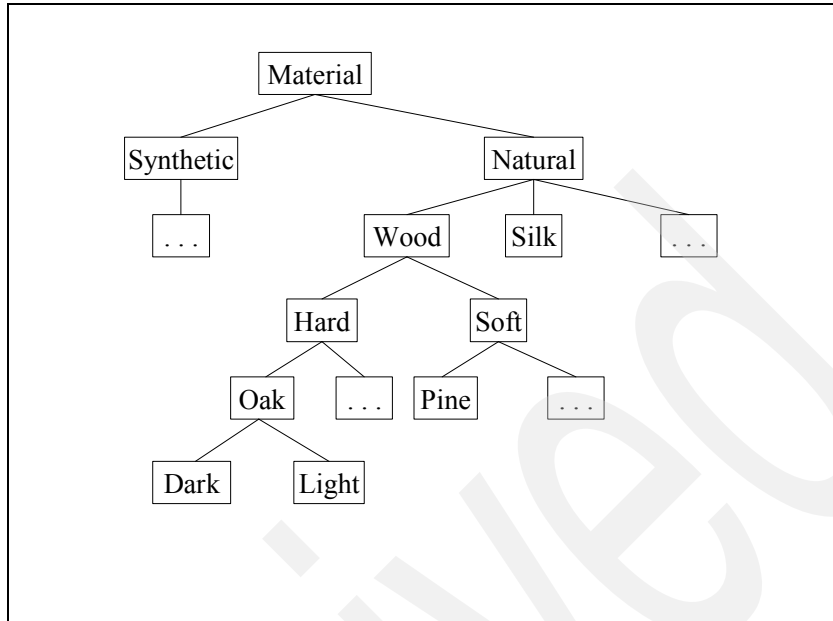 Material
Synthetic Natural
. . . Wood Silk . . .
Hard Soft
Oak . . . Pine . . .
Dark Light